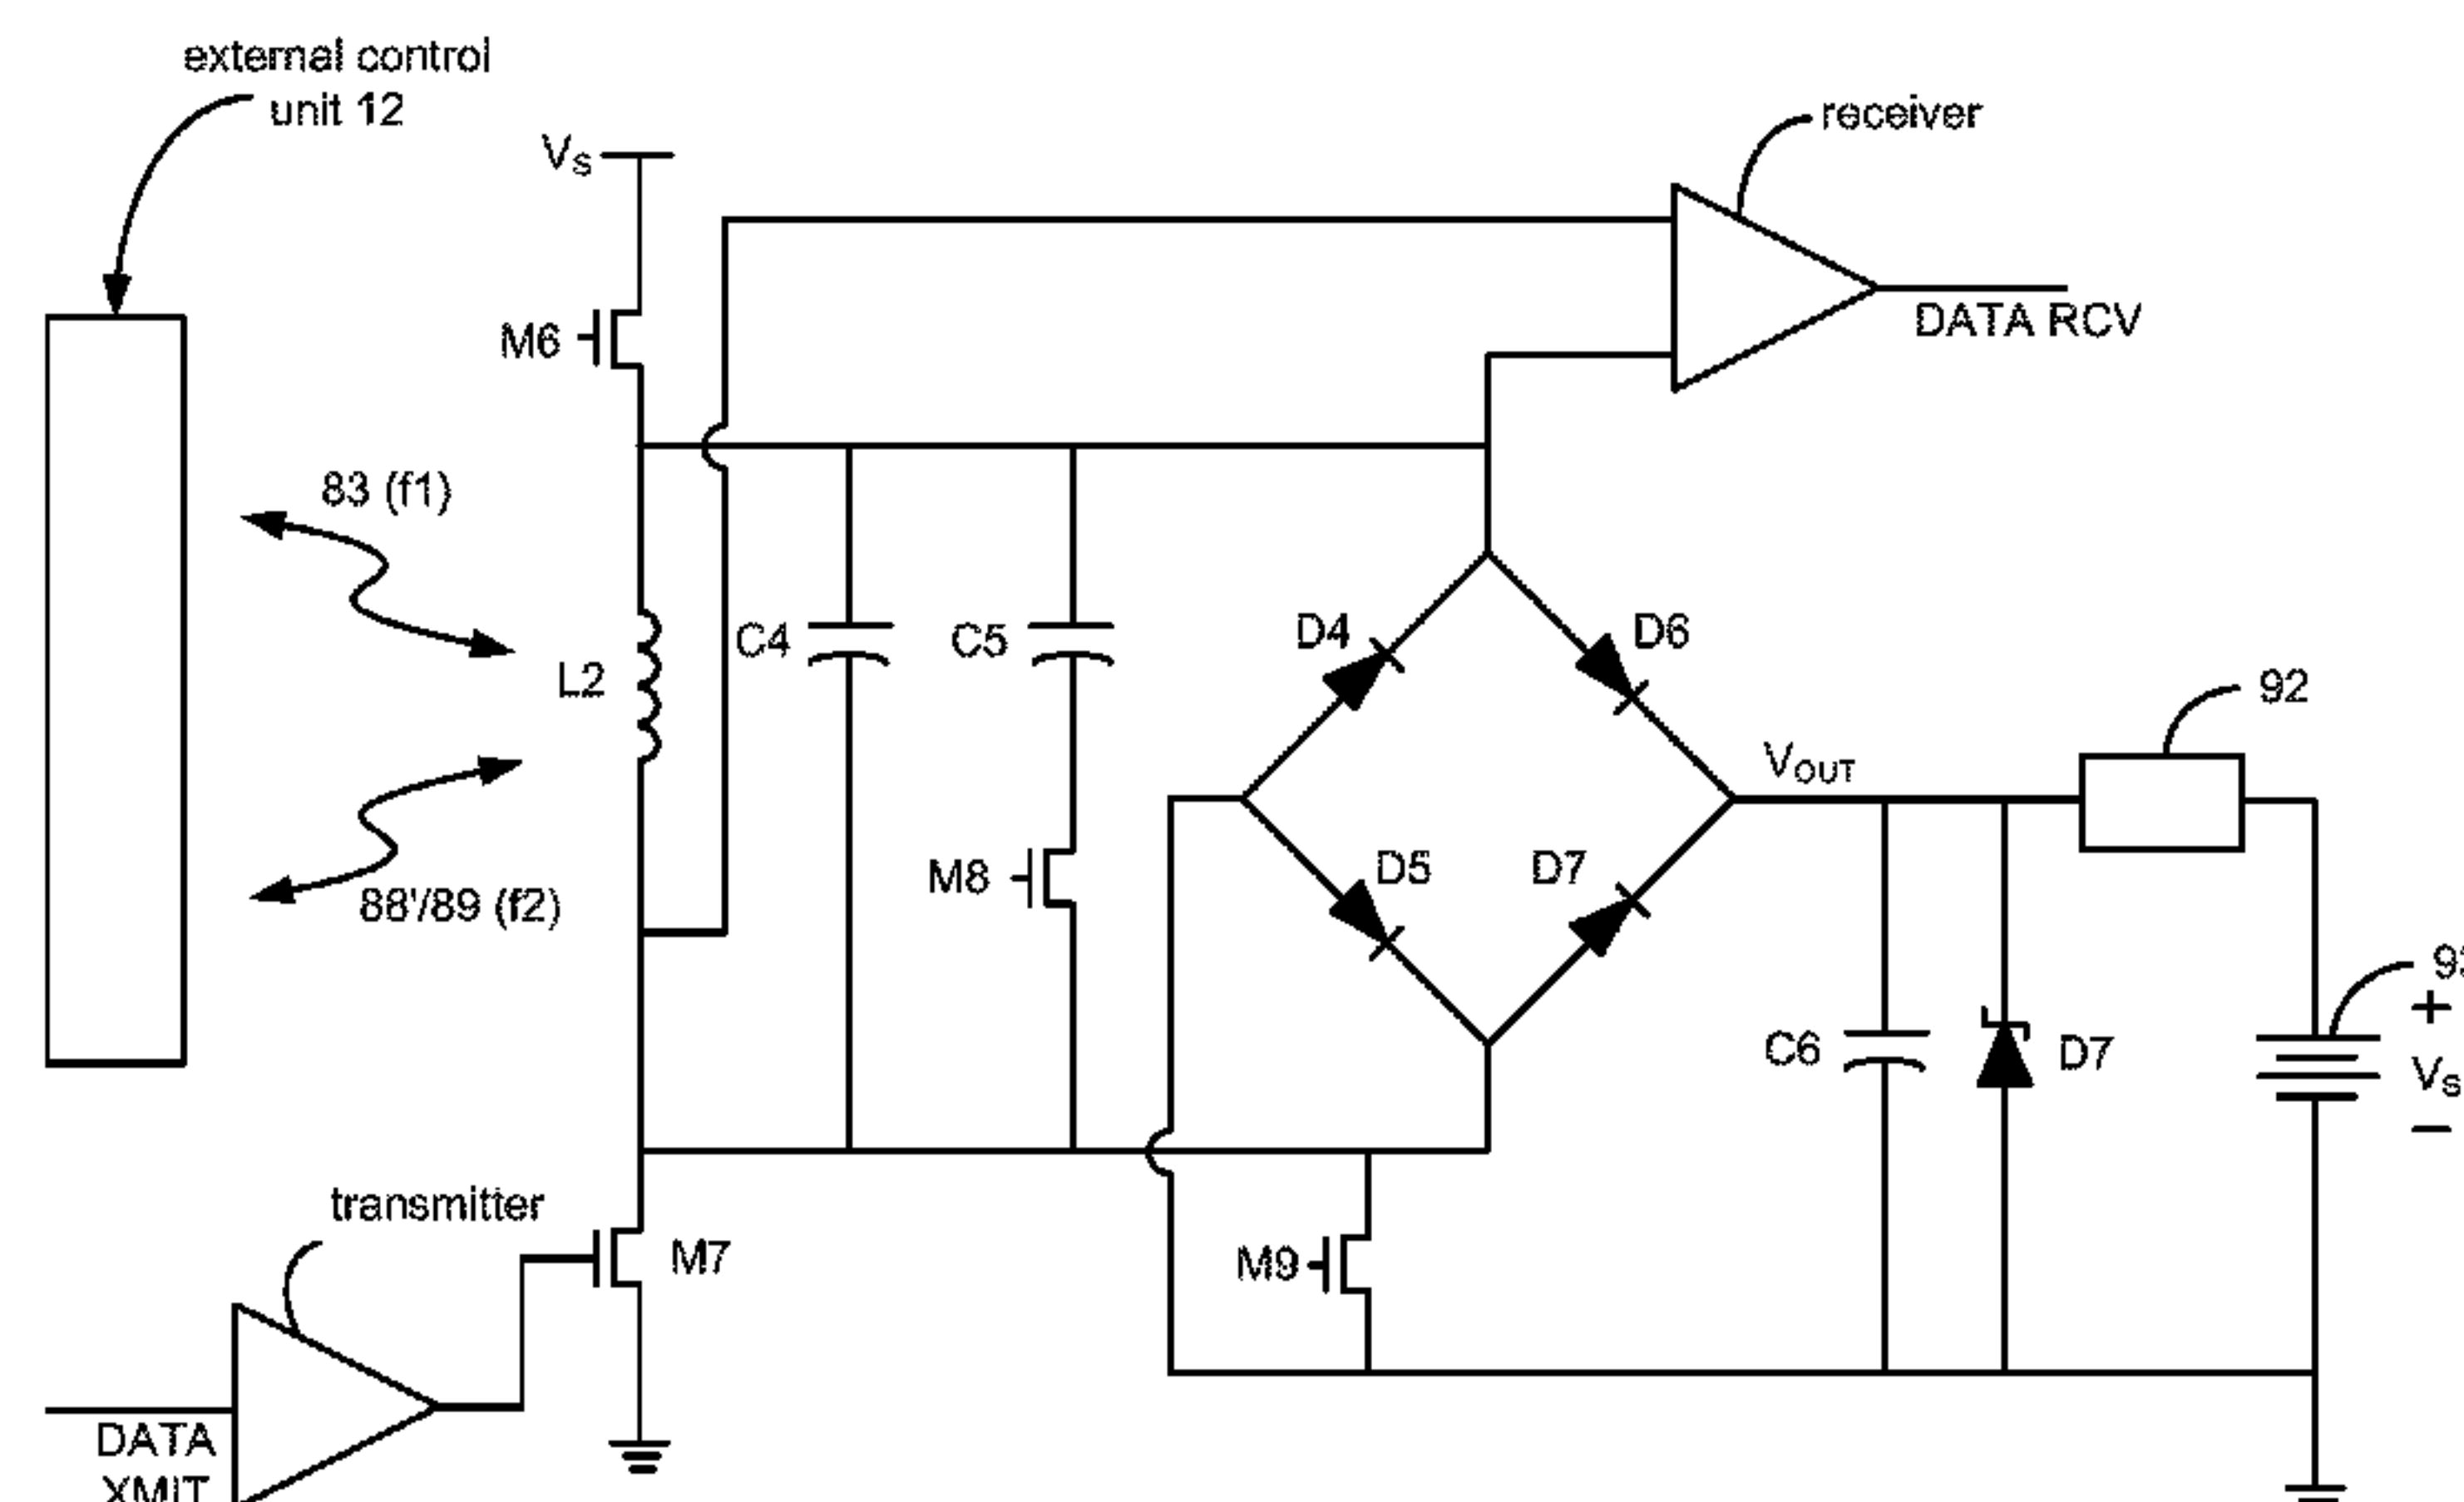 external control
unit 12
receiver
VS
DATA RCV
M6
83 (f1)
D4
D6
C4
C5
L2
92
VOUT
D5
D7
M8
88'/89 (f2)
+
C6
D7
VS
–
transmitter
M7
M9
DATA
XMIT